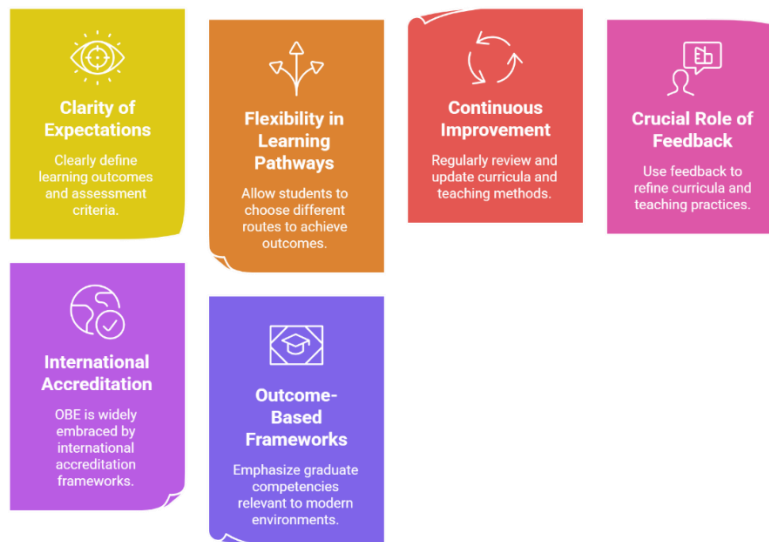 Clarity of
Expectations
Clearly define
learning outcomes
and assessment
criteria.
Flexibility in
Learning
Pathways
Allow students to
choose different
routes to achieve
outcomes.
Continuous
Improvement
Regularly review and
update curricula and
teaching methods.
Crucial Role of
Feedback
Use feedback to
refine curricula and
teaching practices.
International
Accreditation
OBE is widely
embraced by
international
accreditation
frameworks.
Outcome-
Based
Frameworks
Emphasize graduate
competencies
relevant to modern
environments.